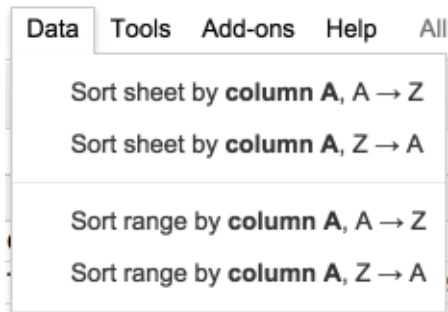 Data Tools Add-ons Help All
Sort sheet by column A, A → Z
Sort sheet by column A, Z → A
Sort range by column A, A → Z
Sort range by column A, Z → A